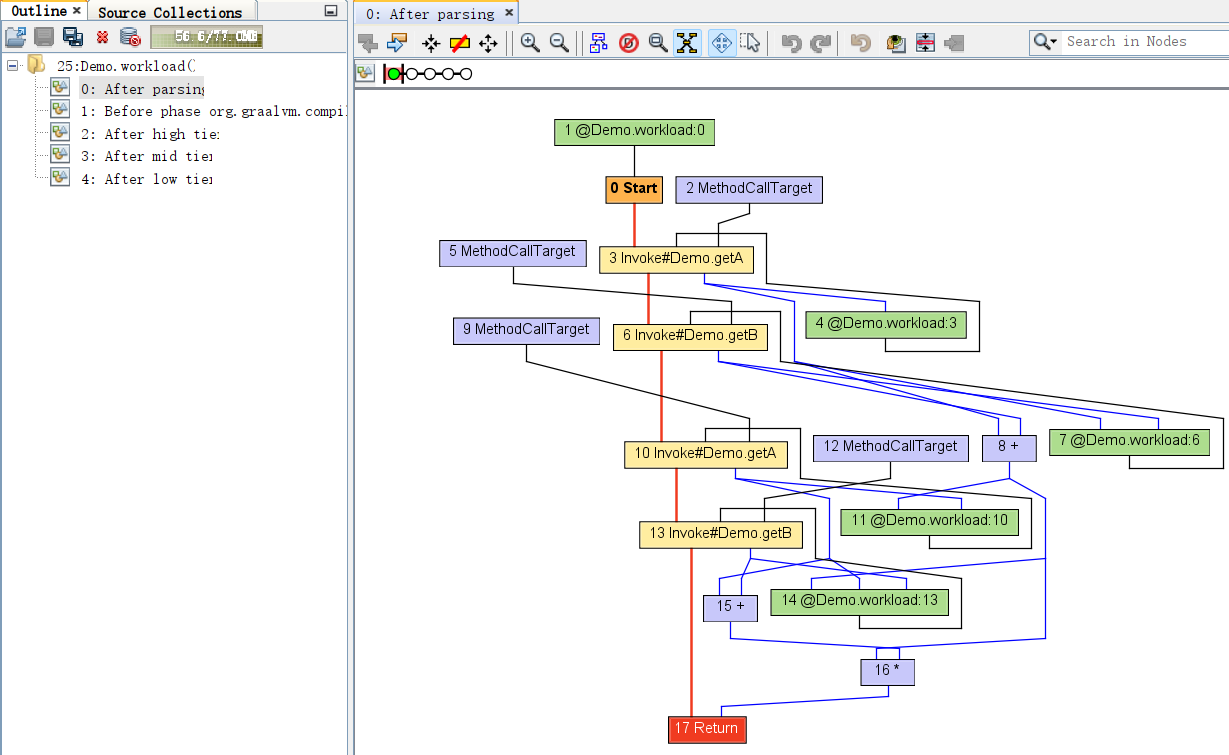 Outline
Source Collections
0: After parsing
Search in Nodes
25:Demo.workload(
0: After parsing
1: Before phase org.graalvm.compil
2: After high tier
3: After mid tier
4: After low tier
1 @Demo.workload:0
0 Start
2 MethodCallTarget
5 MethodCallTarget
3 Invoke#Demo.getA
4 @Demo.workload:3
9 MethodCallTarget
6 Invoke#Demo.getB
10 Invoke#Demo.getA
12 MethodCallTarget
8 +
7 @Demo.workload:6
11 @Demo.workload:10
13 Invoke#Demo.getB
15 +
14 @Demo.workload:13
16 *
17 Return